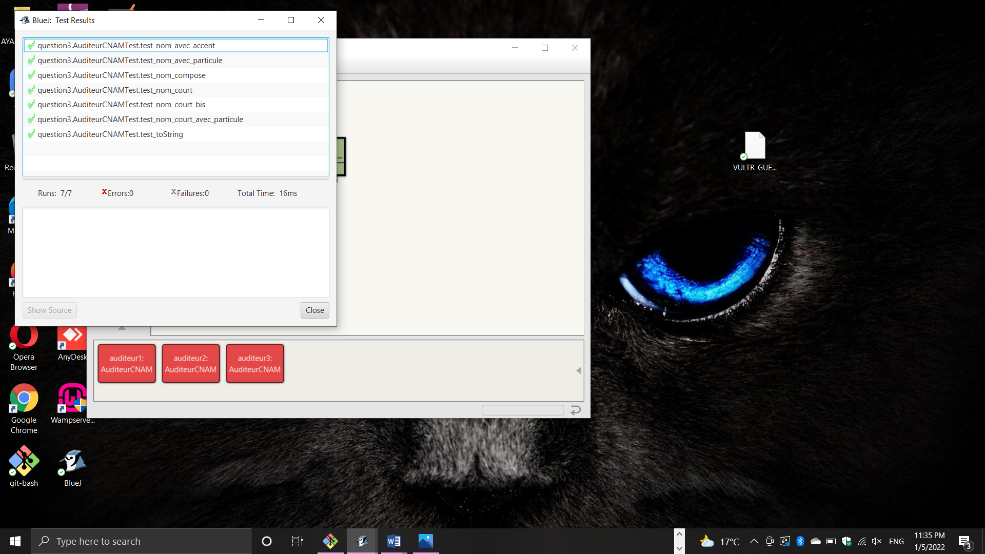 BlueJ: Test Results
AYA
question3.AuditeurCNAMTest.test_nom_avec_accent
question3.AuditeurCNAMTest.test_nom_avec_particule
question3.AuditeurCNAMTest.test_nom_compose
question3.AuditeurCNAMTest.test_nom_court
question3.AuditeurCNAMTest.test_nom_court_bis
question3.AuditeurCNAMTest.test_nom_court_avec_particule
question3.AuditeurCNAMTest.test_toString
Runs: 7/7
Errors:0
Failures:0
Total Time: 16ms
Show Source
Close
VULTR GUE...
Rec
M
Opera
Browser
AnyDesk
Google
Chrome
Wampserve...
git-bash
BlueJ
auditeur1:
AuditeurCNAM
auditeur2:
AuditeurCNAM
auditeur3:
AuditeurCNAM
Type here to search
17°C
ENG
11:35 PM
1/5/2022
3